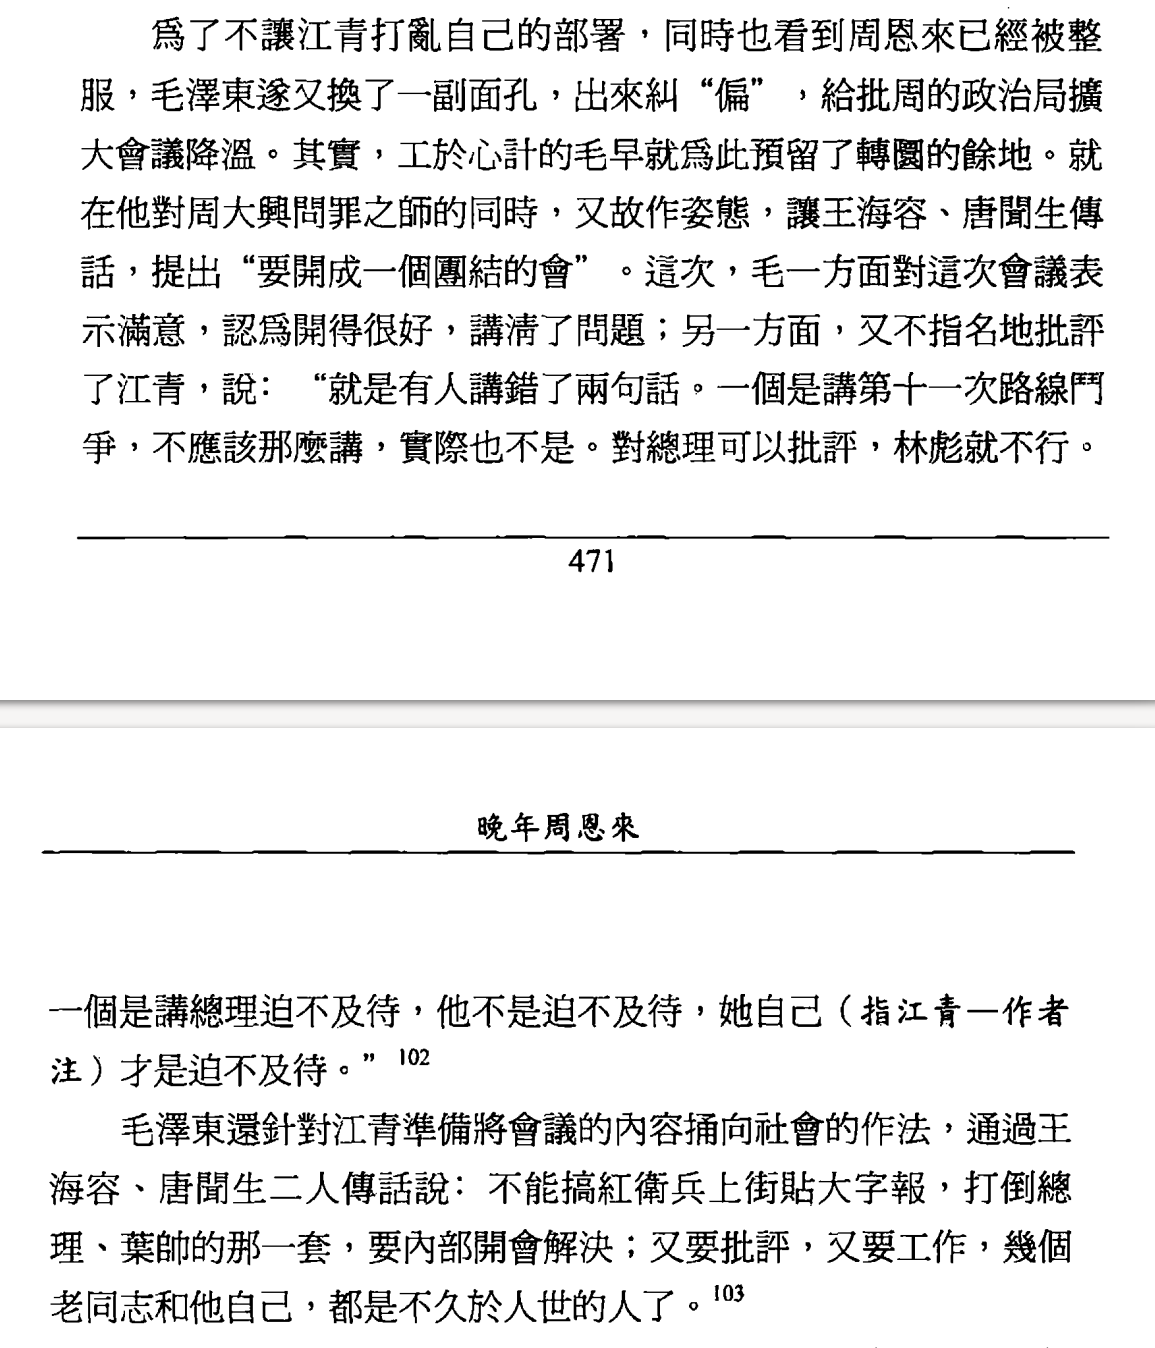 爲了不讓江青打亂自己的部署，同時也看到周恩來已經被整
服，毛澤東遂又換了一副面孔，出來糾“偏”，給批周的政治局擴
大會議降溫。其實，工於心計的毛早就爲此預留了轉圜的餘地。就
在他對周大興問罪之師的同時，又故作姿態，讓王海容、唐聞生傳
話，提出“要開成一個團結的會”。這次，毛一方面對這次會議表
示滿意，認爲開得很好，講淸了問題；另一方面，又不指名地批評
了江青，說：“就是有人講錯了兩句話。一個是講第十一次路線鬥
爭，不應該那麼講，實際也不是。對總理可以批評，林彪就不行。
471
晚年周恩來
一個是講總理迫不及待，他不是迫不及待，她自己（指江青—作者
注）才是迫不及待。”102
毛澤東還針對江青準備將會議的內容捅向社會的作法，通過王
海容、唐聞生二人傳話說：不能搞紅衛兵上街貼大字報，打倒總
理、葉帥的那一套，要內部開會解決；又要批評，又要工作，幾個
老同志和他自己，都是不久於人世的人了。103